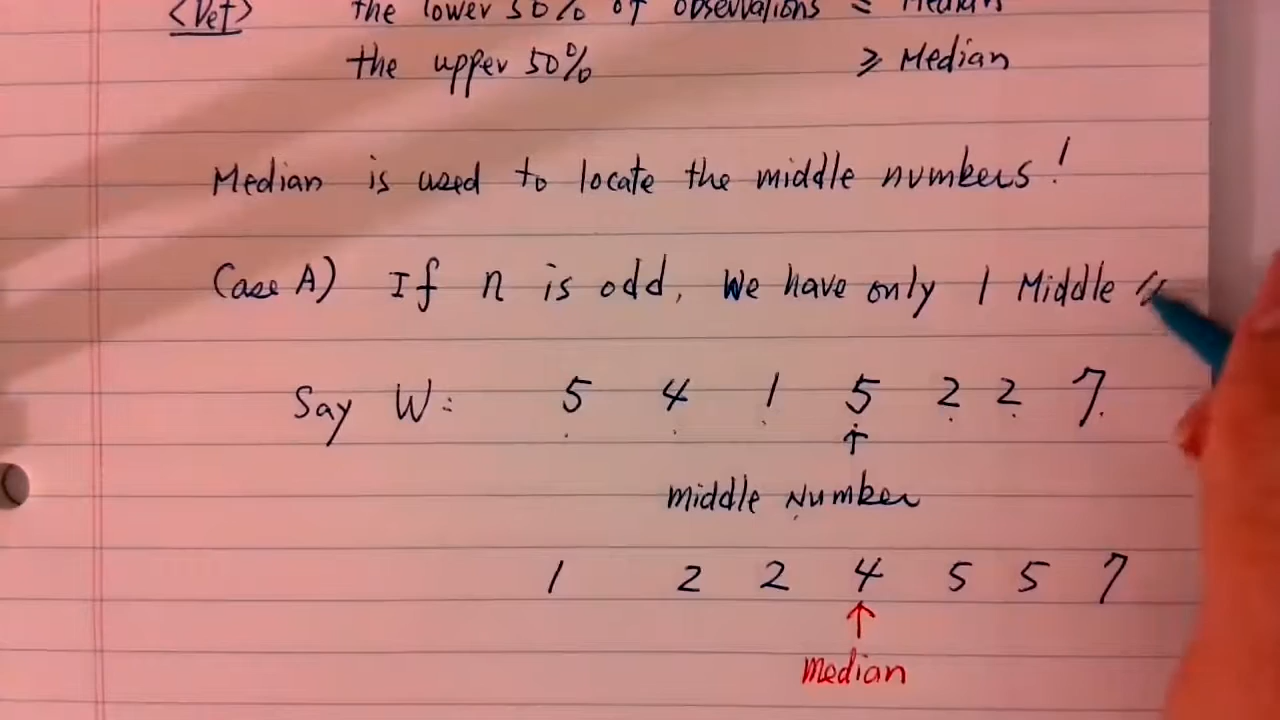 <Def> the lower 50% of observations ≤ Median
the upper 50% ≥ Median
Median is used to locate the middle numbers!
Case A) If n is odd, We have only 1 Middle
Say W: 5 4 1 5 2 2 7
↑
middle Number
1 2 2 4 5 5 7
↑
Median